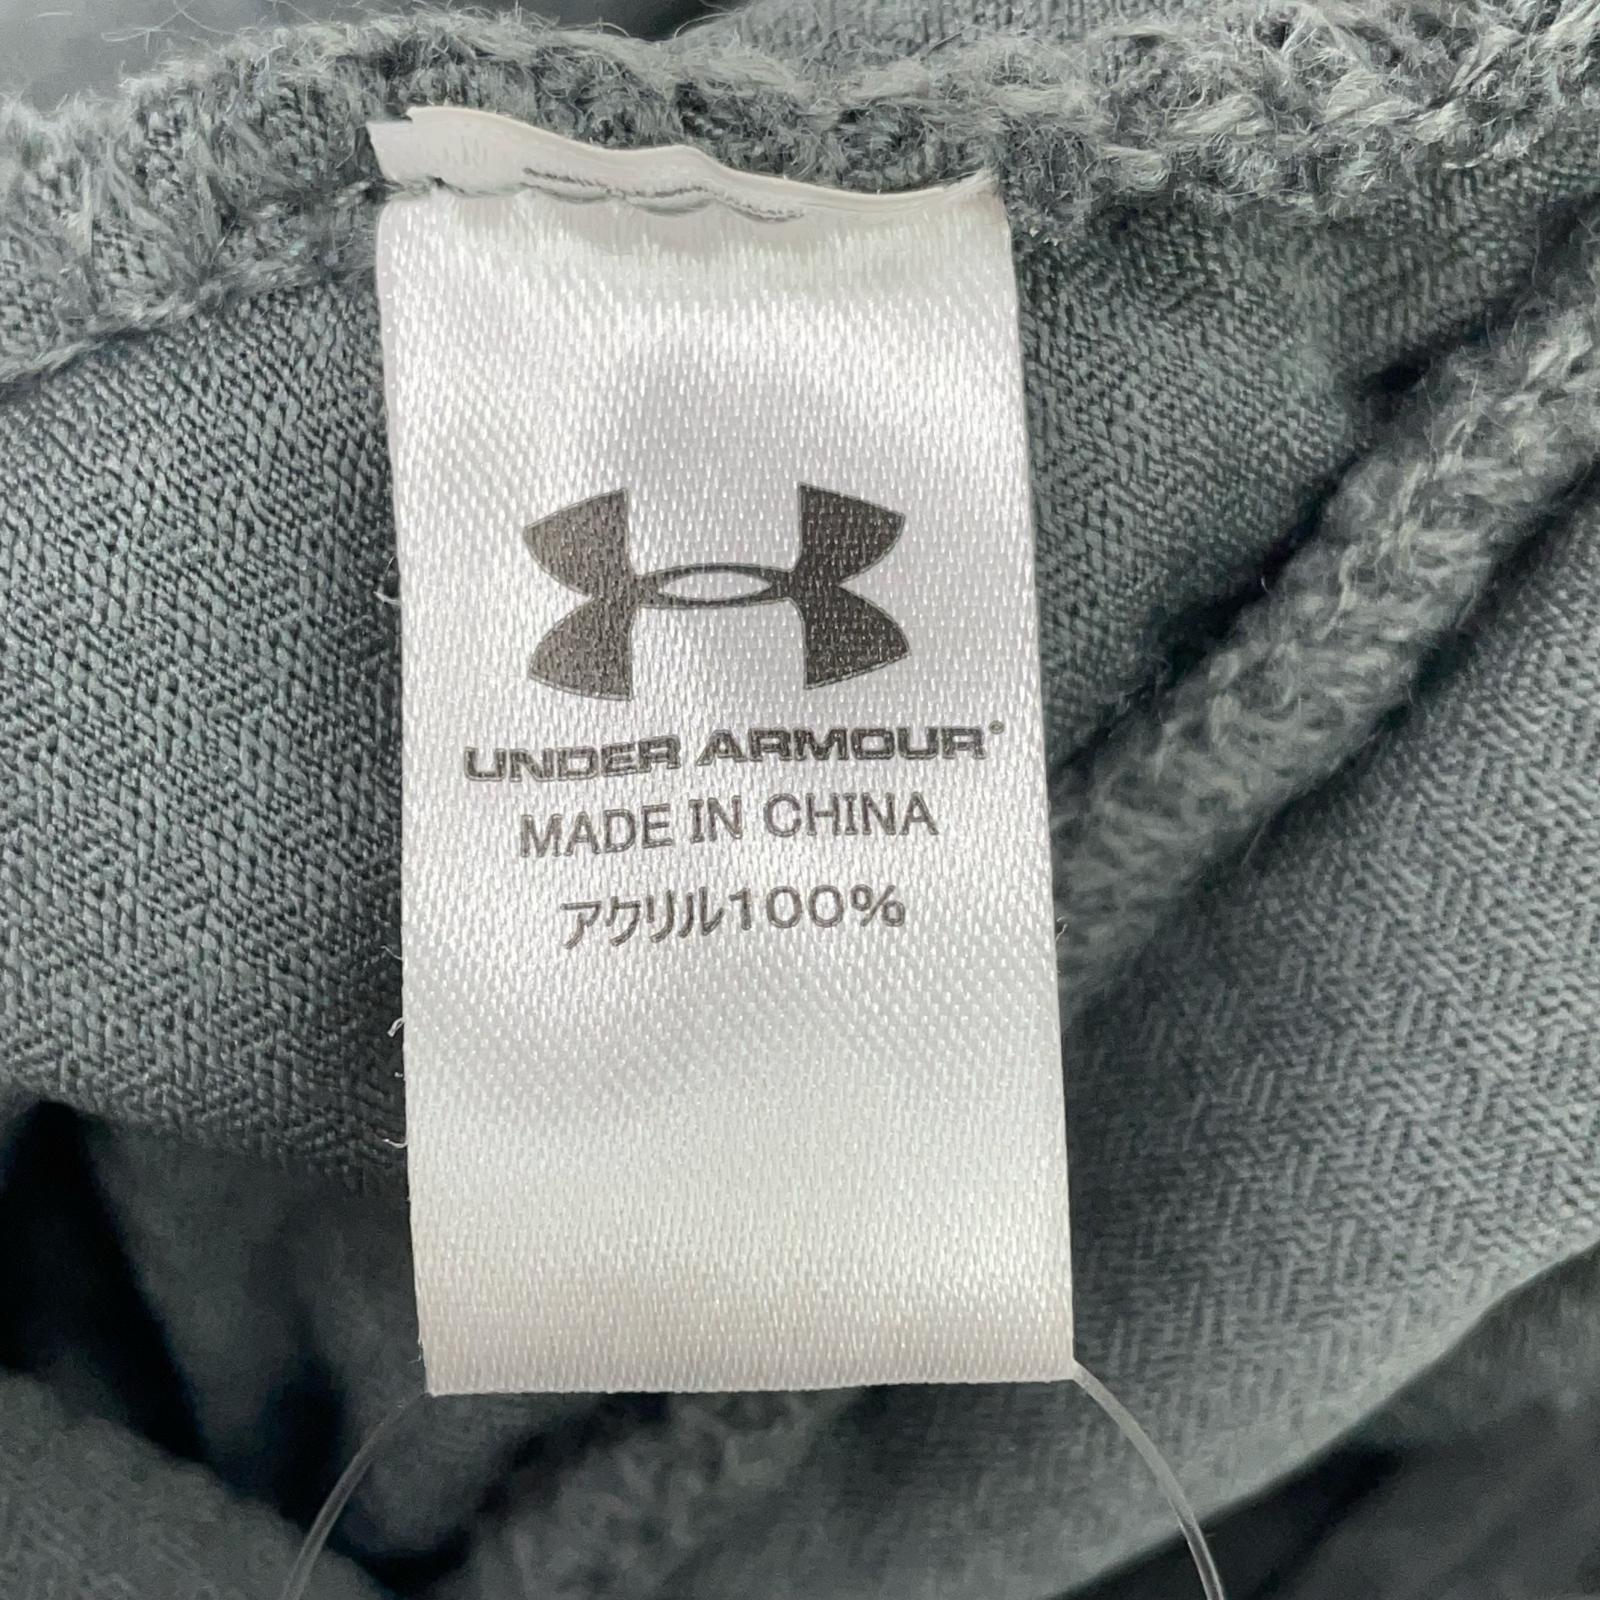 UNDER ARMOUR®
MADE IN CHINA
アクリル100%